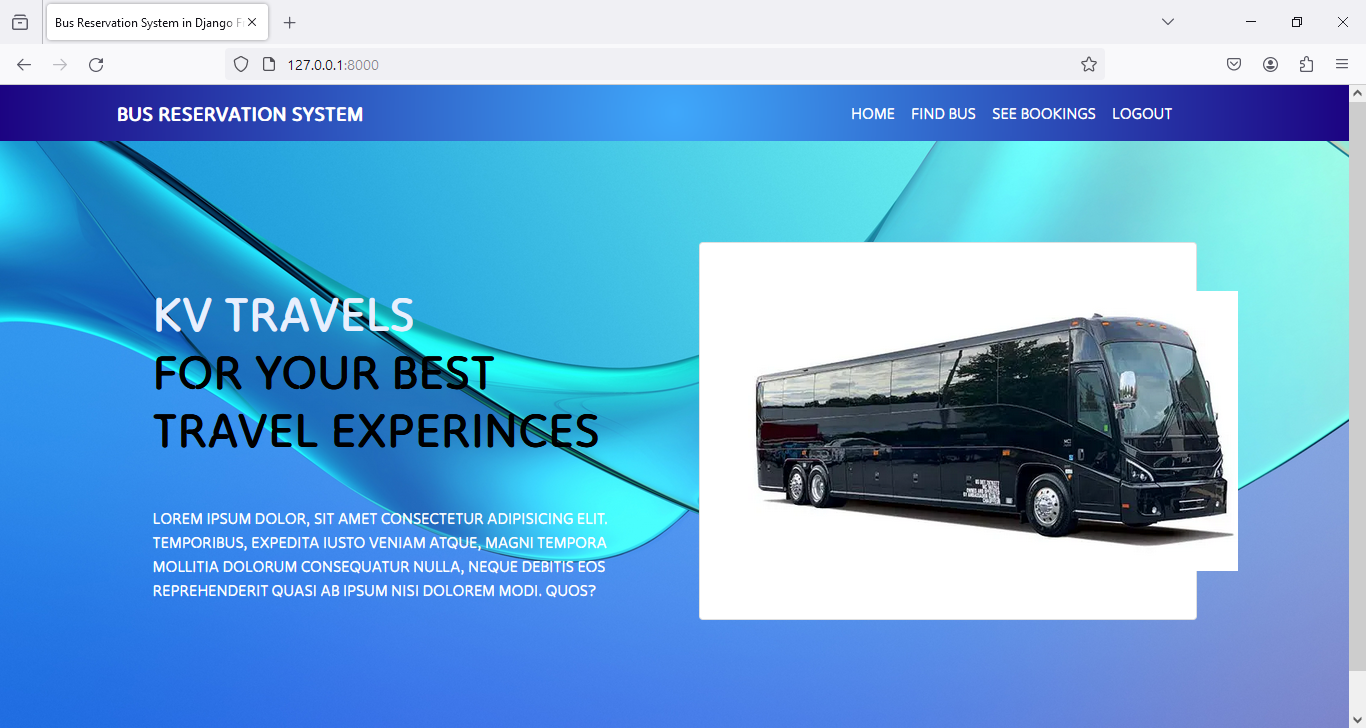 Bus Reservation System in Django F
127.0.0.1:8000
BUS RESERVATION SYSTEM
HOME FIND BUS SEE BOOKINGS LOGOUT
KV TRAVELS
FOR YOUR BEST
TRAVEL EXPERINCES
LOREM IPSUM DOLOR, SIT AMET CONSECTETUR ADIPISICING ELIT.
TEMPORIBUS, EXPEDITA IUSTO VENIAM ATQUE, MAGNI TEMPORA
MOLLITIA DOLORUM CONSEQUATUR NULLA, NEQUE DEBITIS EOS
REPREHENDERIT QUASI AB IPSUM NISI DOLOREM MODI. QUOS?